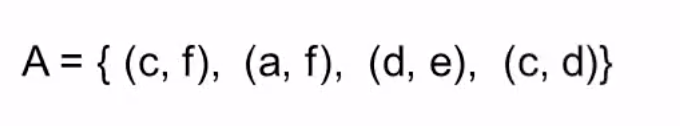 A = { (c, f), (a, f), (d, e), (c, d)}